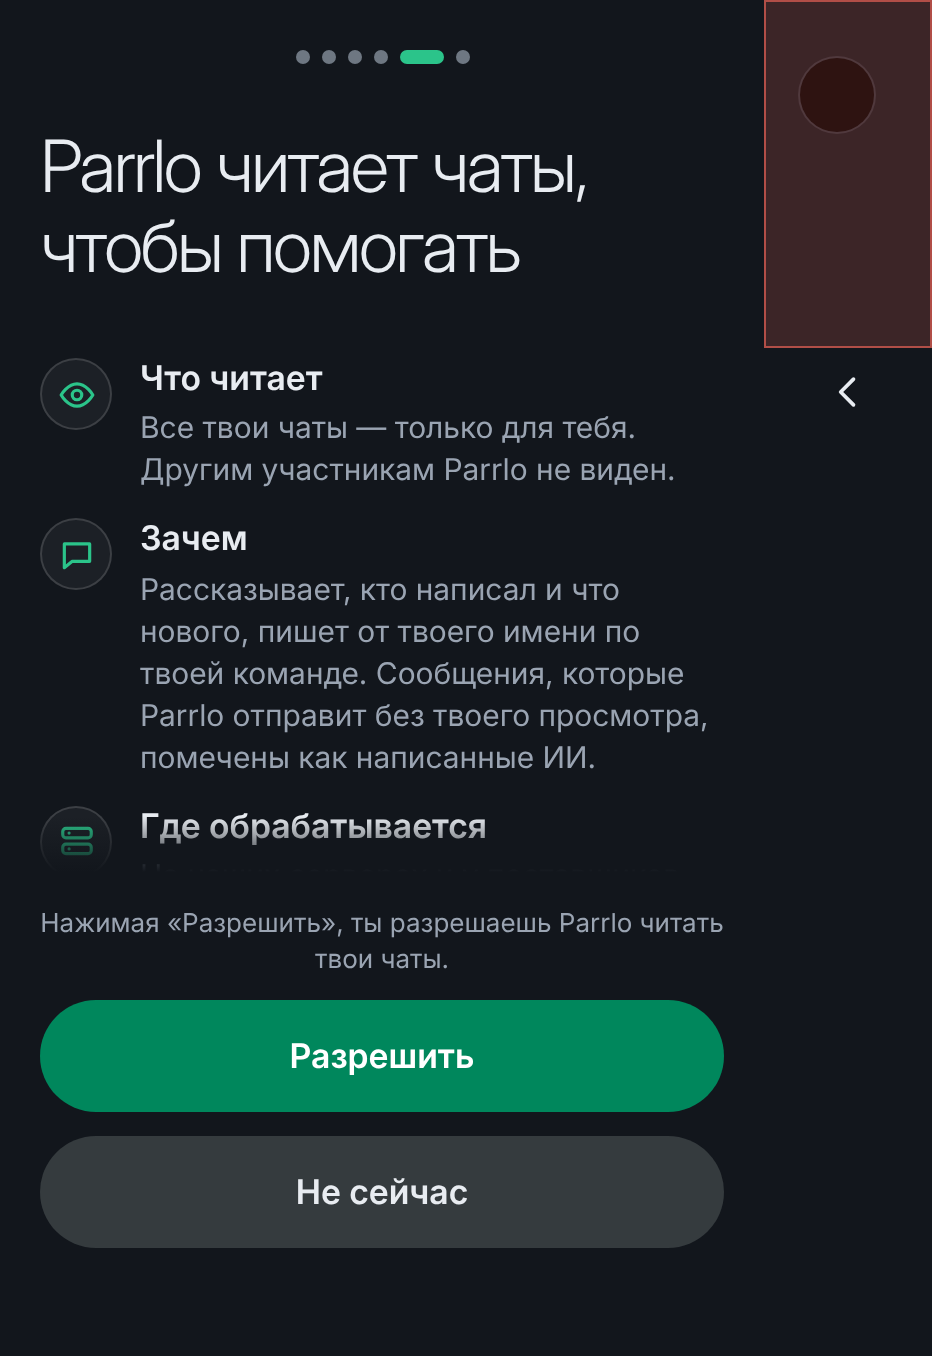 Parrlo читает чаты,
чтобы помогать
Что читает
Все твои чаты — только для тебя.
Другим участникам Parrlo не виден.
Зачем
Рассказывает, кто написал и что
нового, пишет от твоего имени по
твоей команде. Сообщения, которые
Parrlo отправит без твоего просмотра,
помечены как написанные ИИ.
Где обрабатывается
Нажимая «Разрешить», ты разрешаешь Parrlo читать
твои чаты.
Разрешить
Не сейчас